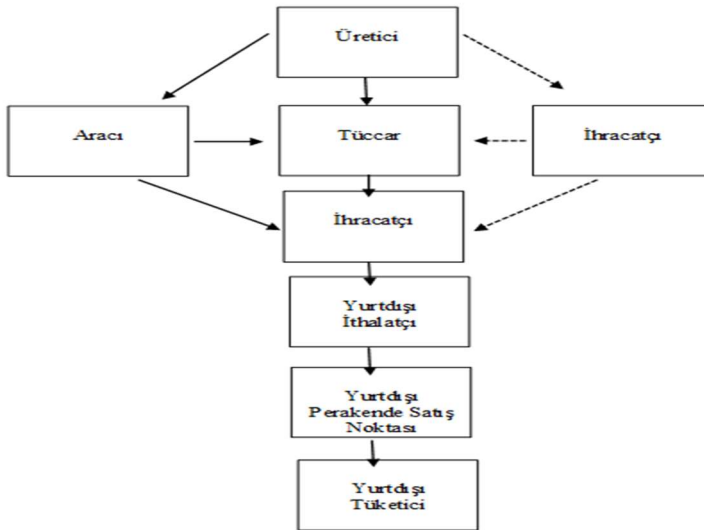 Üretici
Aracı
Tüccar
İhracatçı
İhracatçı
Yurtdışı
İthalatçı
Yurtdışı
Perakende Satış
Noktası
Yurtdışı
Tüketici